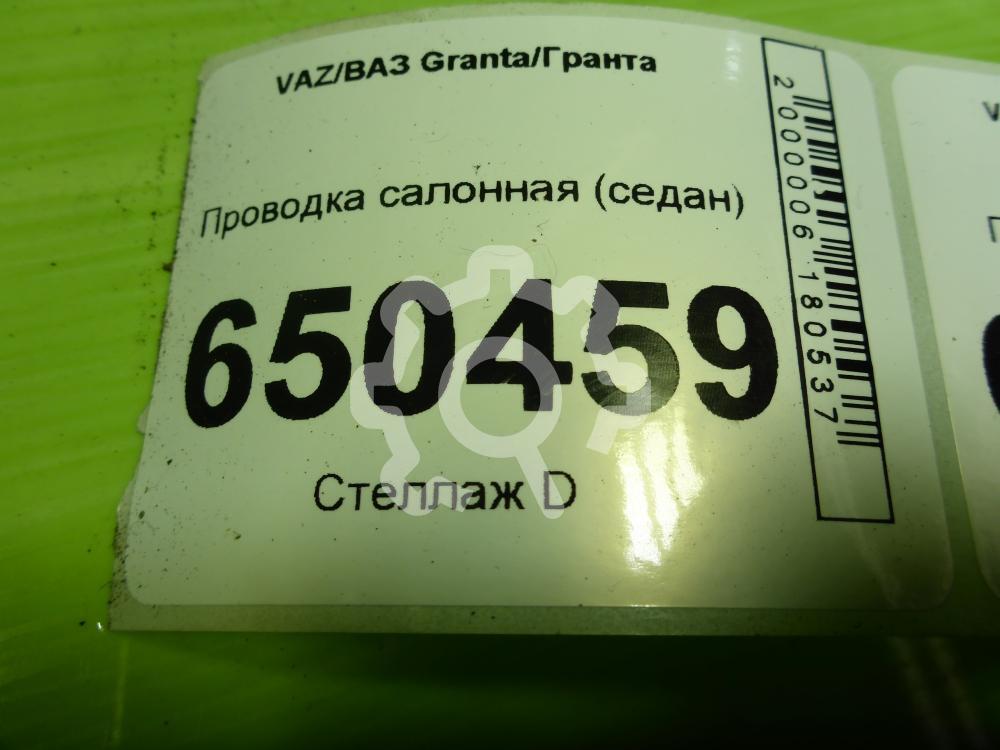 VAZ/ВАЗ Granta/Гранта
Проводка салонная (седан)
650459
Стеллаж D
2000006180537